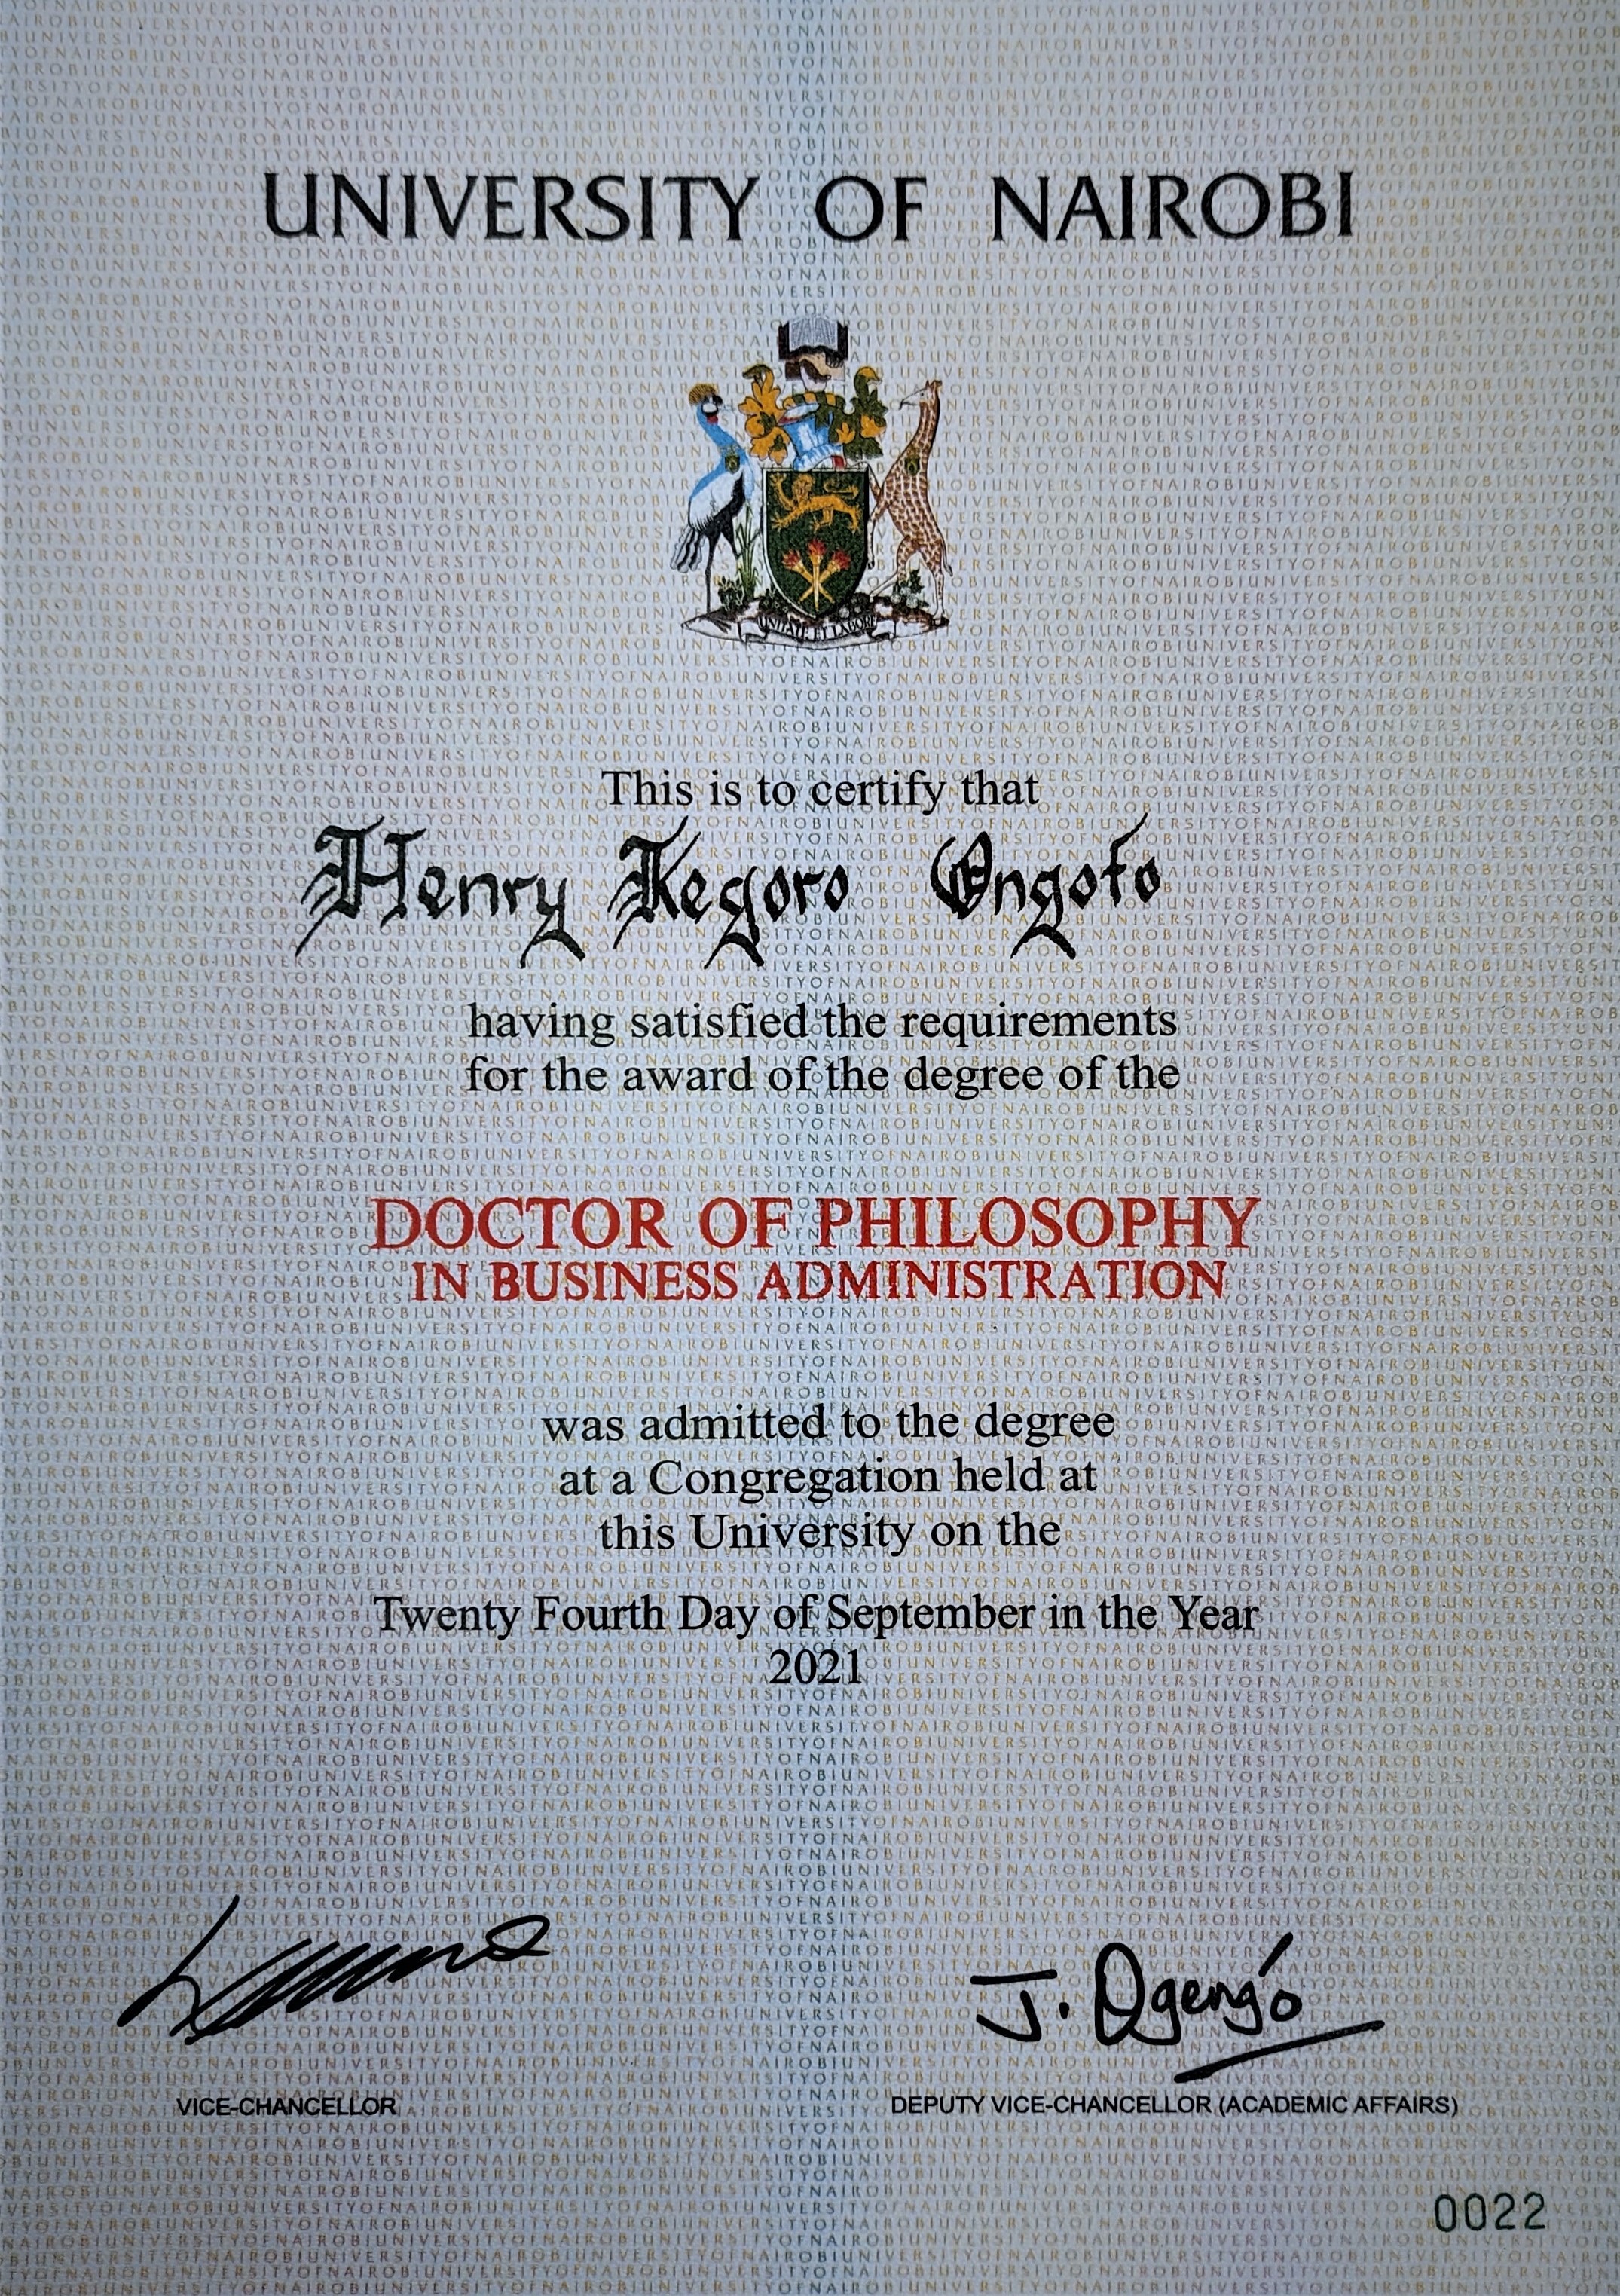 UNIVERSITY OF NAIROBI
UNITATE ET LABORE
This is to certify that
Henry Kegoro Ongoto
having satisfied the requirements
for the award of the degree of the
DOCTOR OF PHILOSOPHY
IN BUSINESS ADMINISTRATION
was admitted to the degree
at a Congregation held at
this University on the
Twenty Fourth Day of September in the Year
2021
J. Ogeng'o
VICE-CHANCELLOR
DEPUTY VICE-CHANCELLOR (ACADEMIC AFFAIRS)
0022